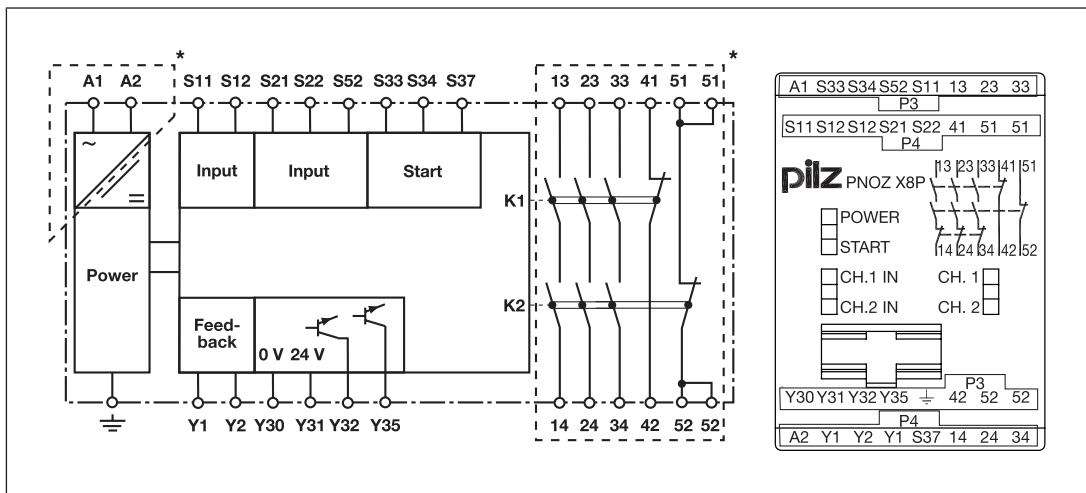 *
*
A1 A2 S11 S12 S21 S22 S52 S33 S34 S37 13 23 33 41 51 51
~
=
Input
Input
Start
K1
Power
K2
Feed-
back
0 V 24 V
Y1 Y2 Y30 Y31 Y32 Y35 14 24 34 42 52 52
A1 S33 S34 S52 S11 13 23 33
P3
S11 S12 S12 S21 S22 41 51 51
P4
pilz PNOZ X8P
13 23 33 41 51
POWER
START
14 24 34 42 52
CH.1 IN CH. 1
CH.2 IN CH. 2
P3
Y30 Y31 Y32 Y35 42 52 52
P4
A2 Y1 Y2 Y1 S37 14 24 34